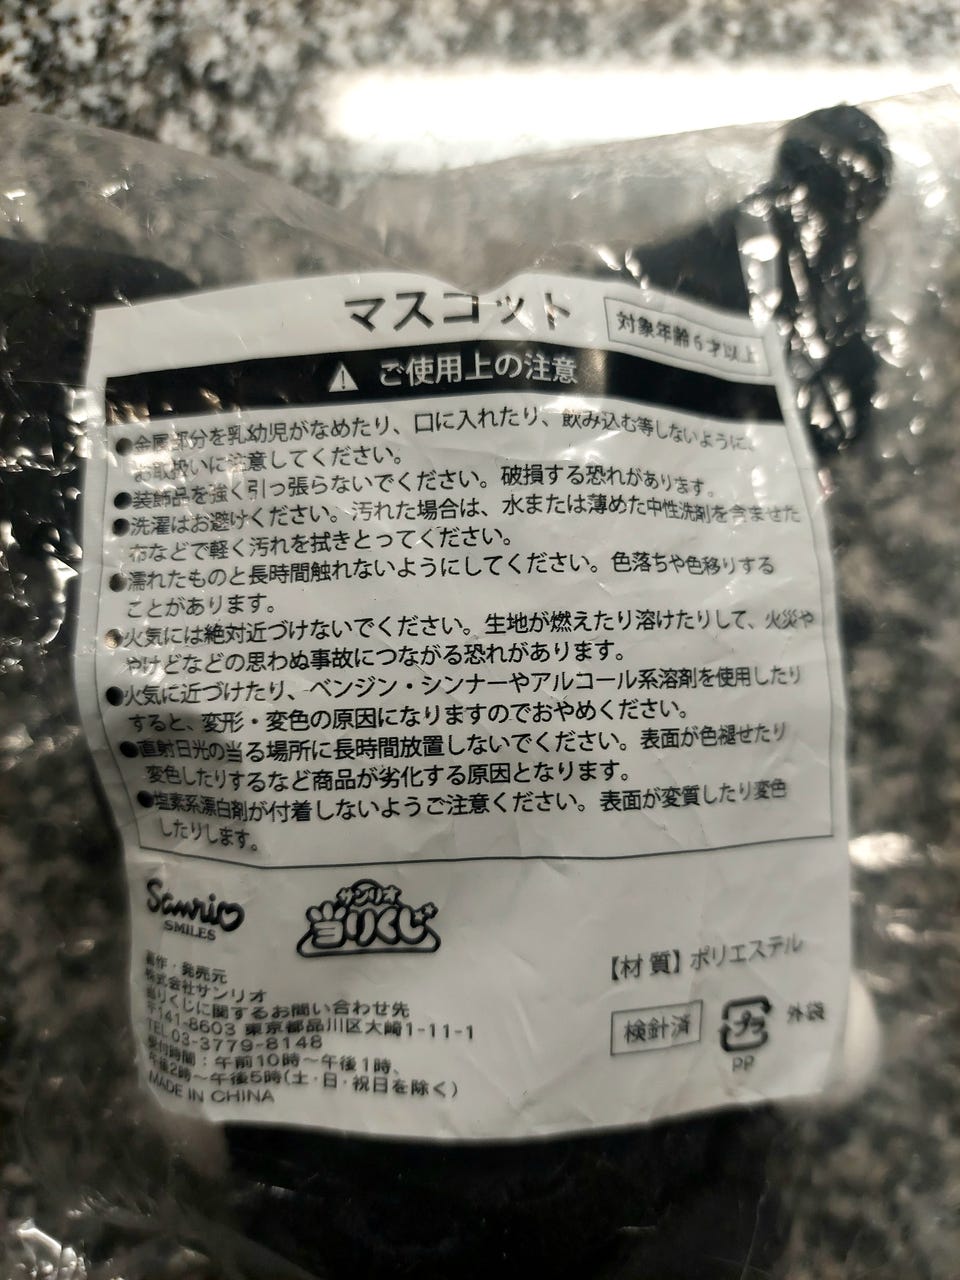 マスコット
対象年齢6才以上
ご使用上の注意
●金属部分を乳幼児がなめたり、口に入れたり、飲み込む等しないように、
お取扱いに注意してください。
●装飾品を強く引っ張らないでください。破損する恐れがあります。
●洗濯はお避けください。汚れた場合は、水または薄めた中性洗剤を含ませた
布などで軽く汚れを拭きとってください。
●濡れたものと長時間触れないようにしてください。色落ちや色移りする
ことがあります。
●火気には絶対近づけないでください。生地が燃えたり溶けたりして、火災や
やけどなどの思わぬ事故につながる恐れがあります。
●火気に近づけたり、ベンジン・シンナーやアルコール系溶剤を使用したり
すると、変形・変色の原因になりますのでおやめください。
●直射日光の当る場所に長時間放置しないでください。表面が色褪せたり
変色したりするなど商品が劣化する原因となります。
●塩素系漂白剤が付着しないようご注意ください。表面が変質したり変色
したりします。
Sanrio
SMILES
サンリオ
当りくじ
著作・発売元
株式会社サンリオ
当りくじに関するお問い合わせ先
〒141-8603 東京都品川区大崎1-11-1
TEL 03-3779-8148
受付時間：午前10時～午後1時、
午後2時～午後5時(土・日・祝日を除く)
MADE IN CHINA
【材 質】ポリエステル
検針済
プラ
外袋
PP